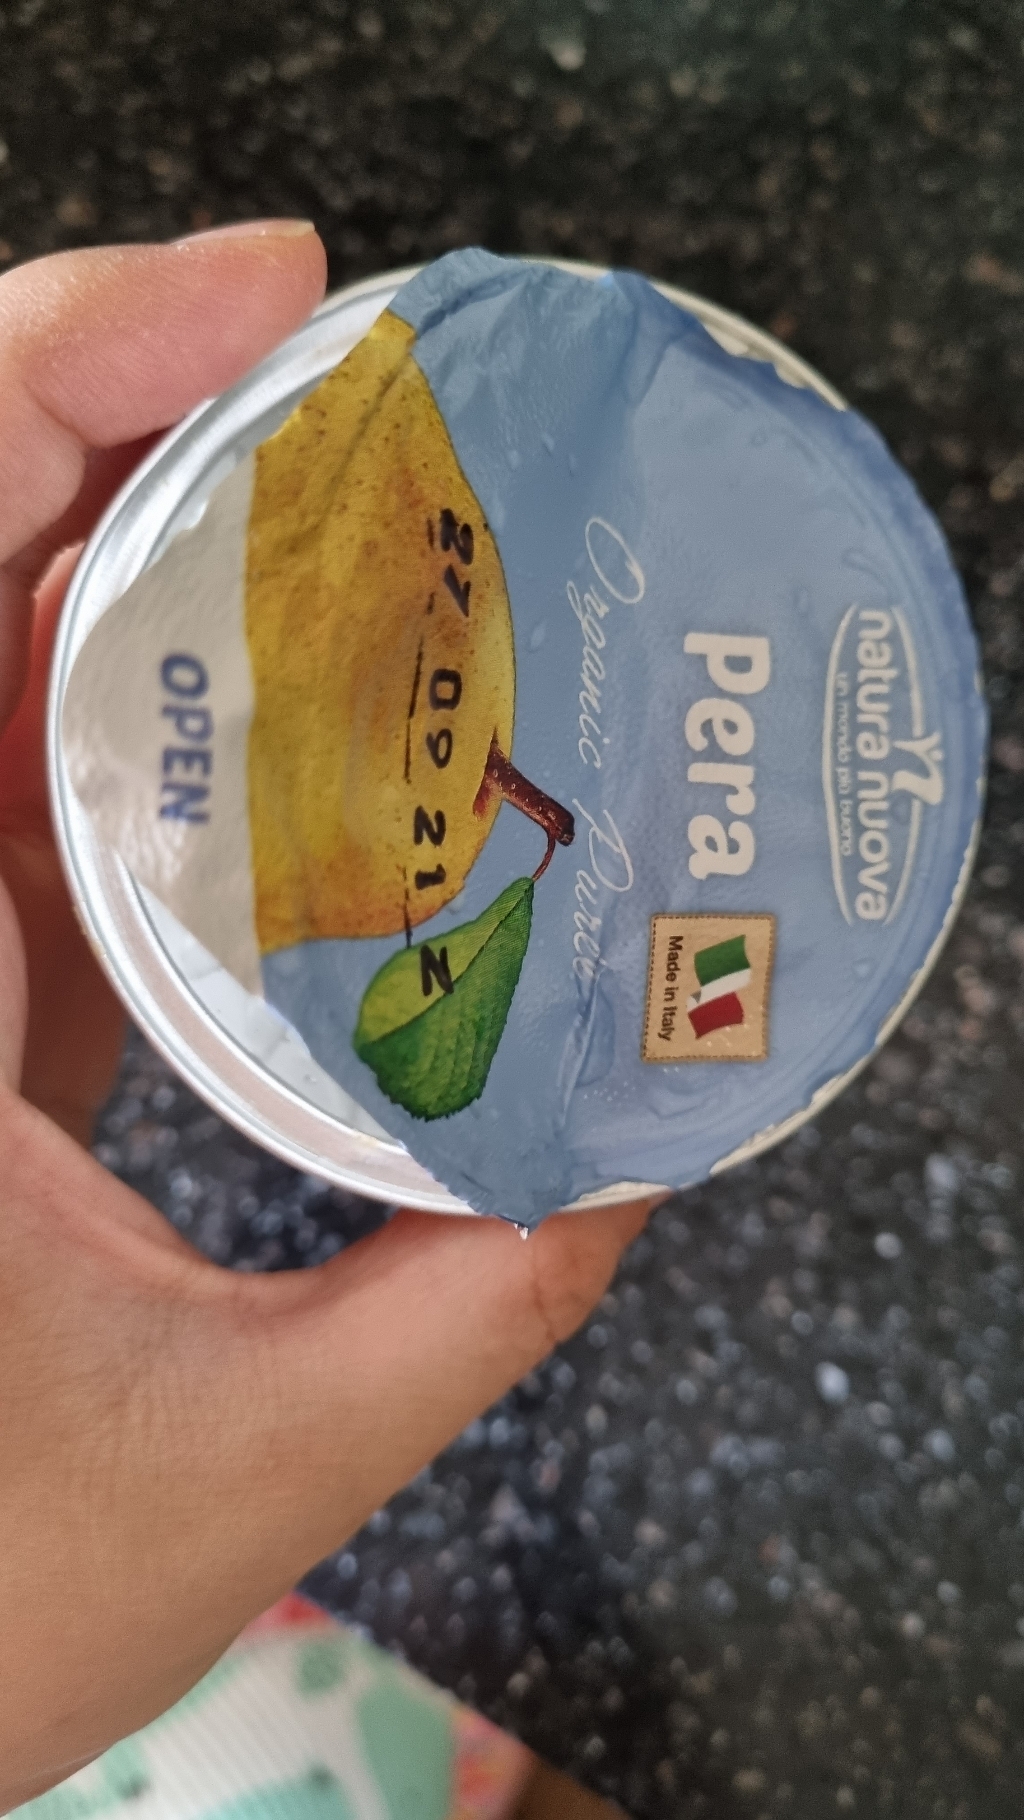 natura nuova
un mondo più buono
pera
Made in Italy
Organic Purée
27 09 21 Z
OPEN